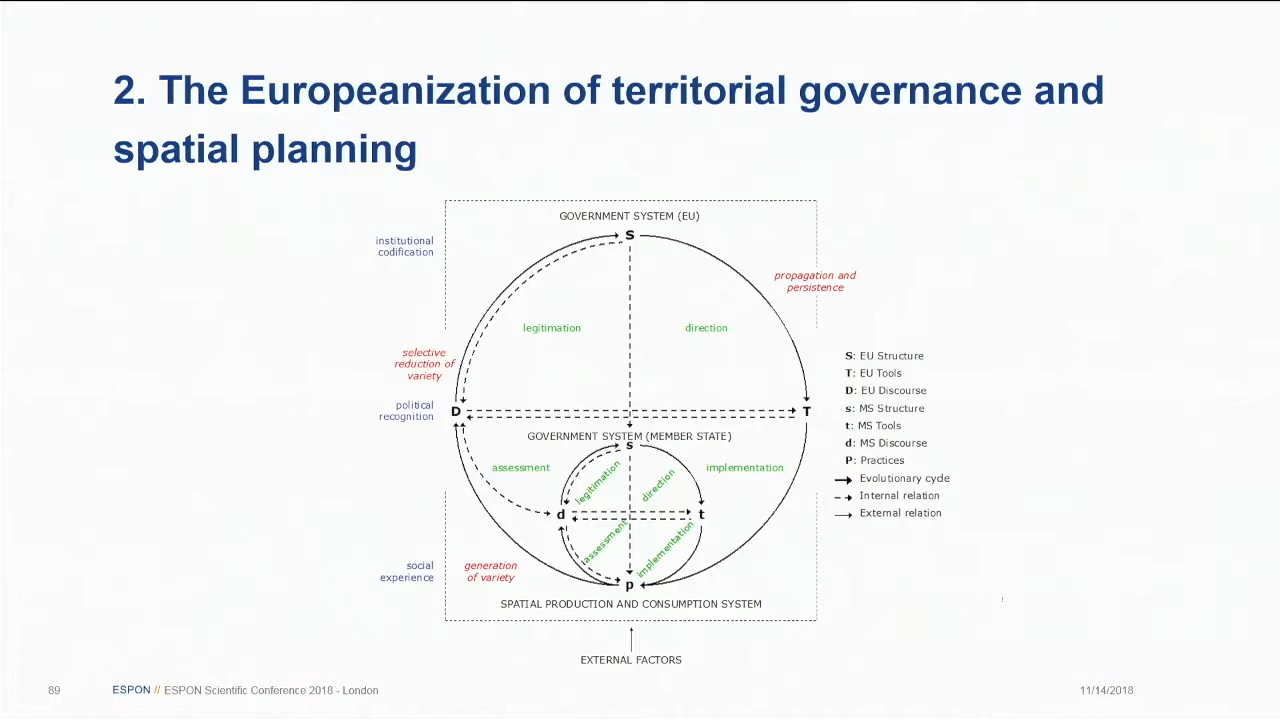 2. The Europeanization of territorial governance and
spatial planning
GOVERNMENT SYSTEM (EU)
S
institutional
codification
propagation and
persistence
legitimation
direction
selective
reduction of
variety
political
recognition
D
T
GOVERNMENT SYSTEM (MEMBER STATE)
s
assessment
implementation
legitimation
direction
d
t
assessment
implementation
social
experience
generation
of variety
p
SPATIAL PRODUCTION AND CONSUMPTION SYSTEM
EXTERNAL FACTORS
S: EU Structure
T: EU Tools
D: EU Discourse
s: MS Structure
t: MS Tools
d: MS Discourse
P: Practices
Evolutionary cycle
Internal relation
External relation
89
ESPON // ESPON Scientific Conference 2018 - London
11/14/2018